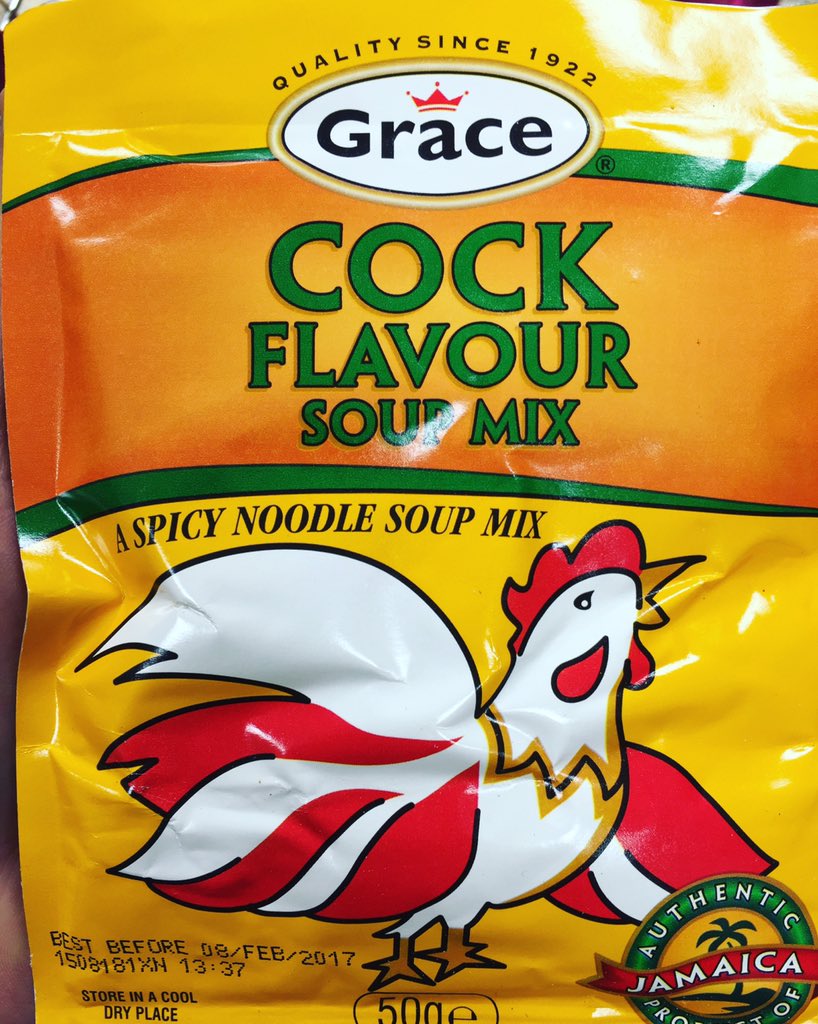 QUALITY SINCE 1922
Grace®
COCK
FLAVOUR
SOUP MIX
A SPICY NOODLE SOUP MIX
BEST BEFORE 08/FEB/2017
1508181XN 13:37
STORE IN A COOL
DRY PLACE
50g e
AUTHENTIC
JAMAICA
OF